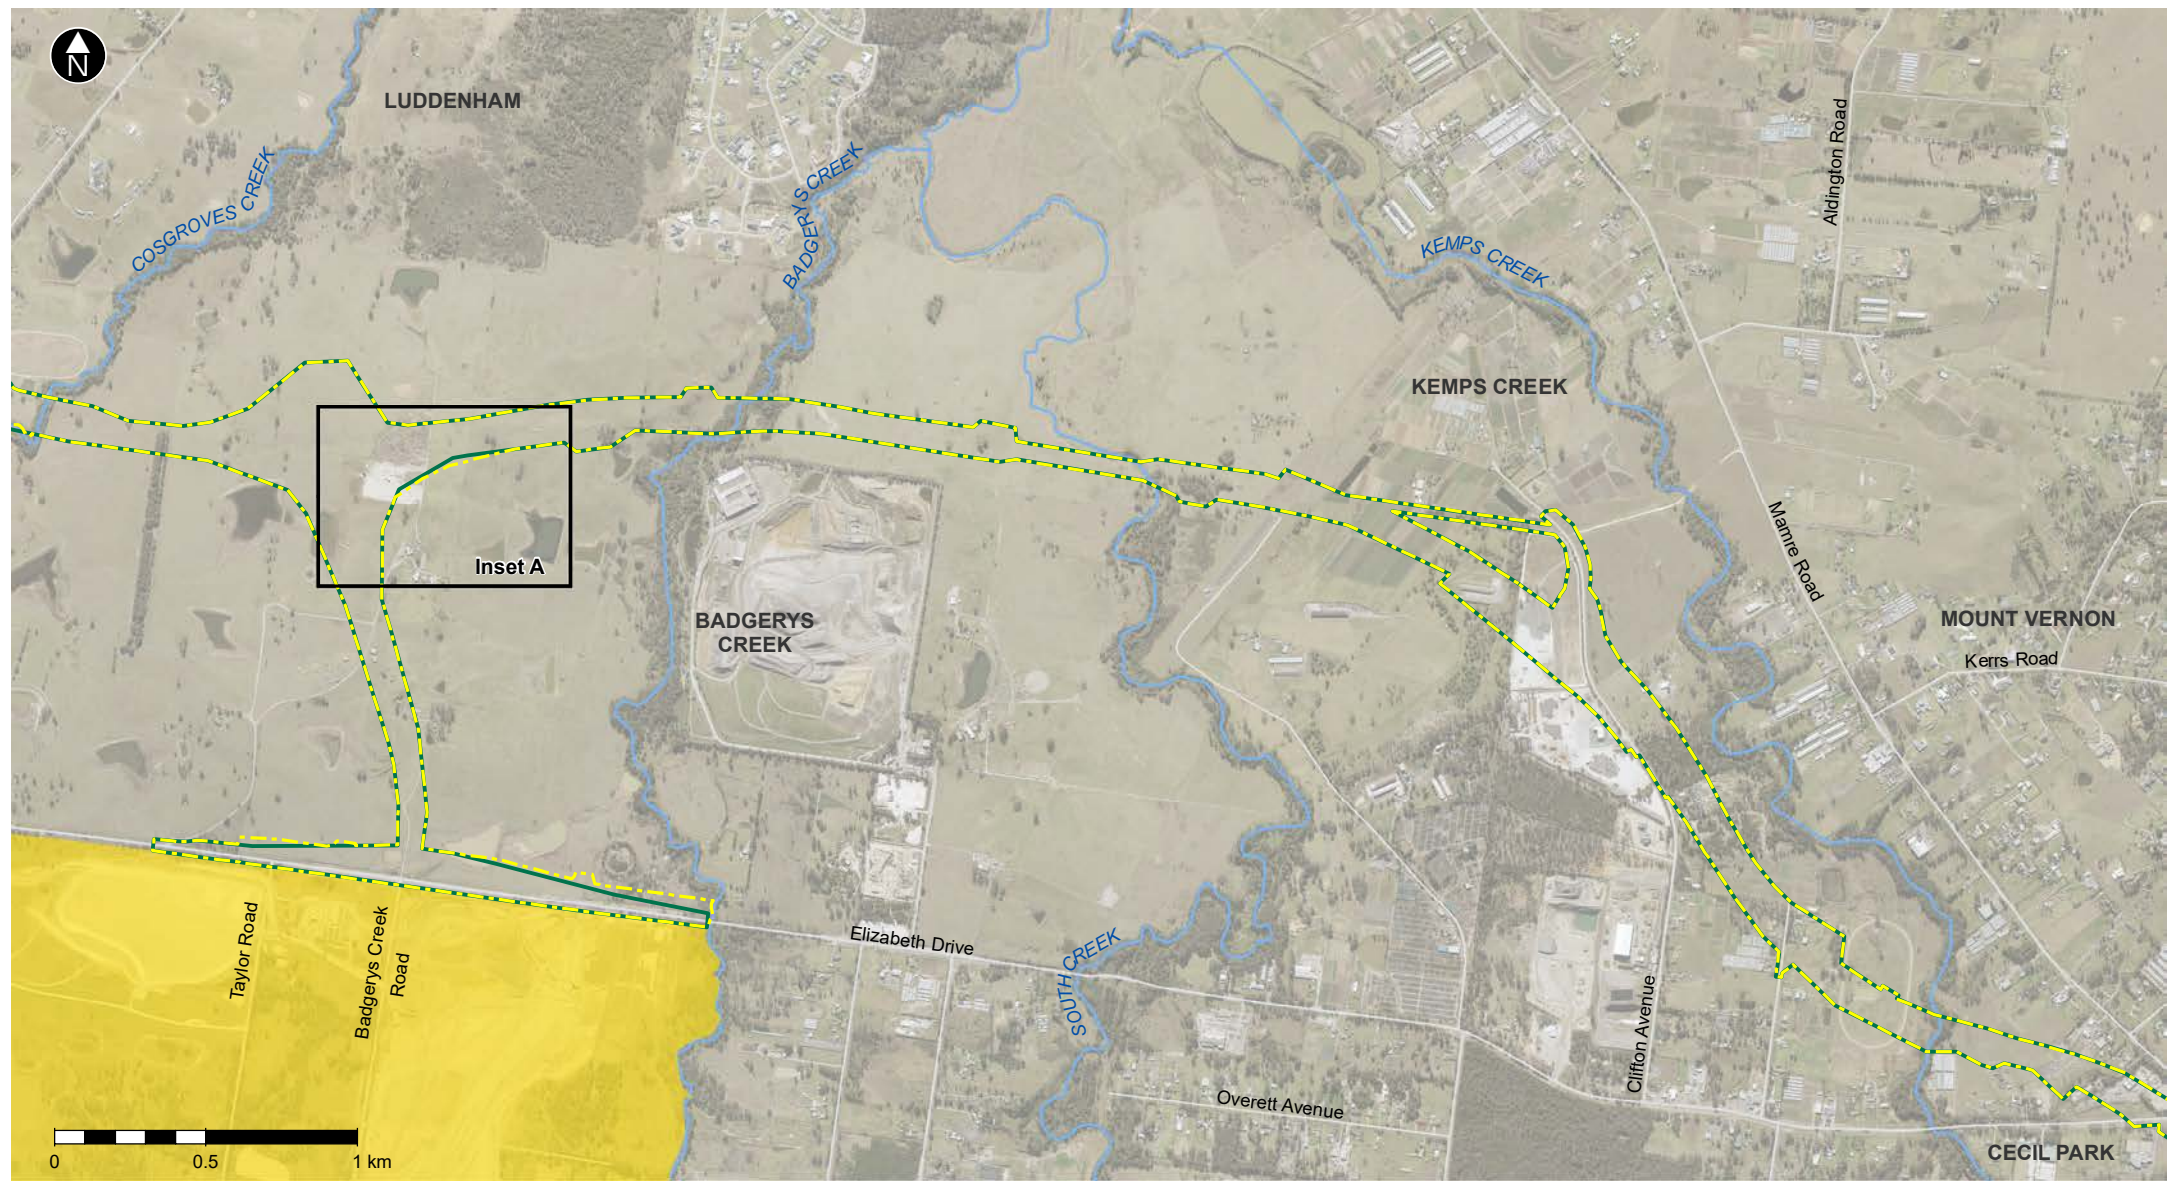 N
LUDDENHAM
COSGROVES CREEK
BADGERYS CREEK
KEMPS CREEK
Aldington Road
KEMPS CREEK
Mamre Road
Inset A
BADGERYS
CREEK
MOUNT VERNON
Kerrs Road
Taylor Road
Badgerys Creek
Road
Elizabeth Drive
SOUTH CREEK
Clifton Avenue
Overett Avenue
CECIL PARK
0 0.5 1 km